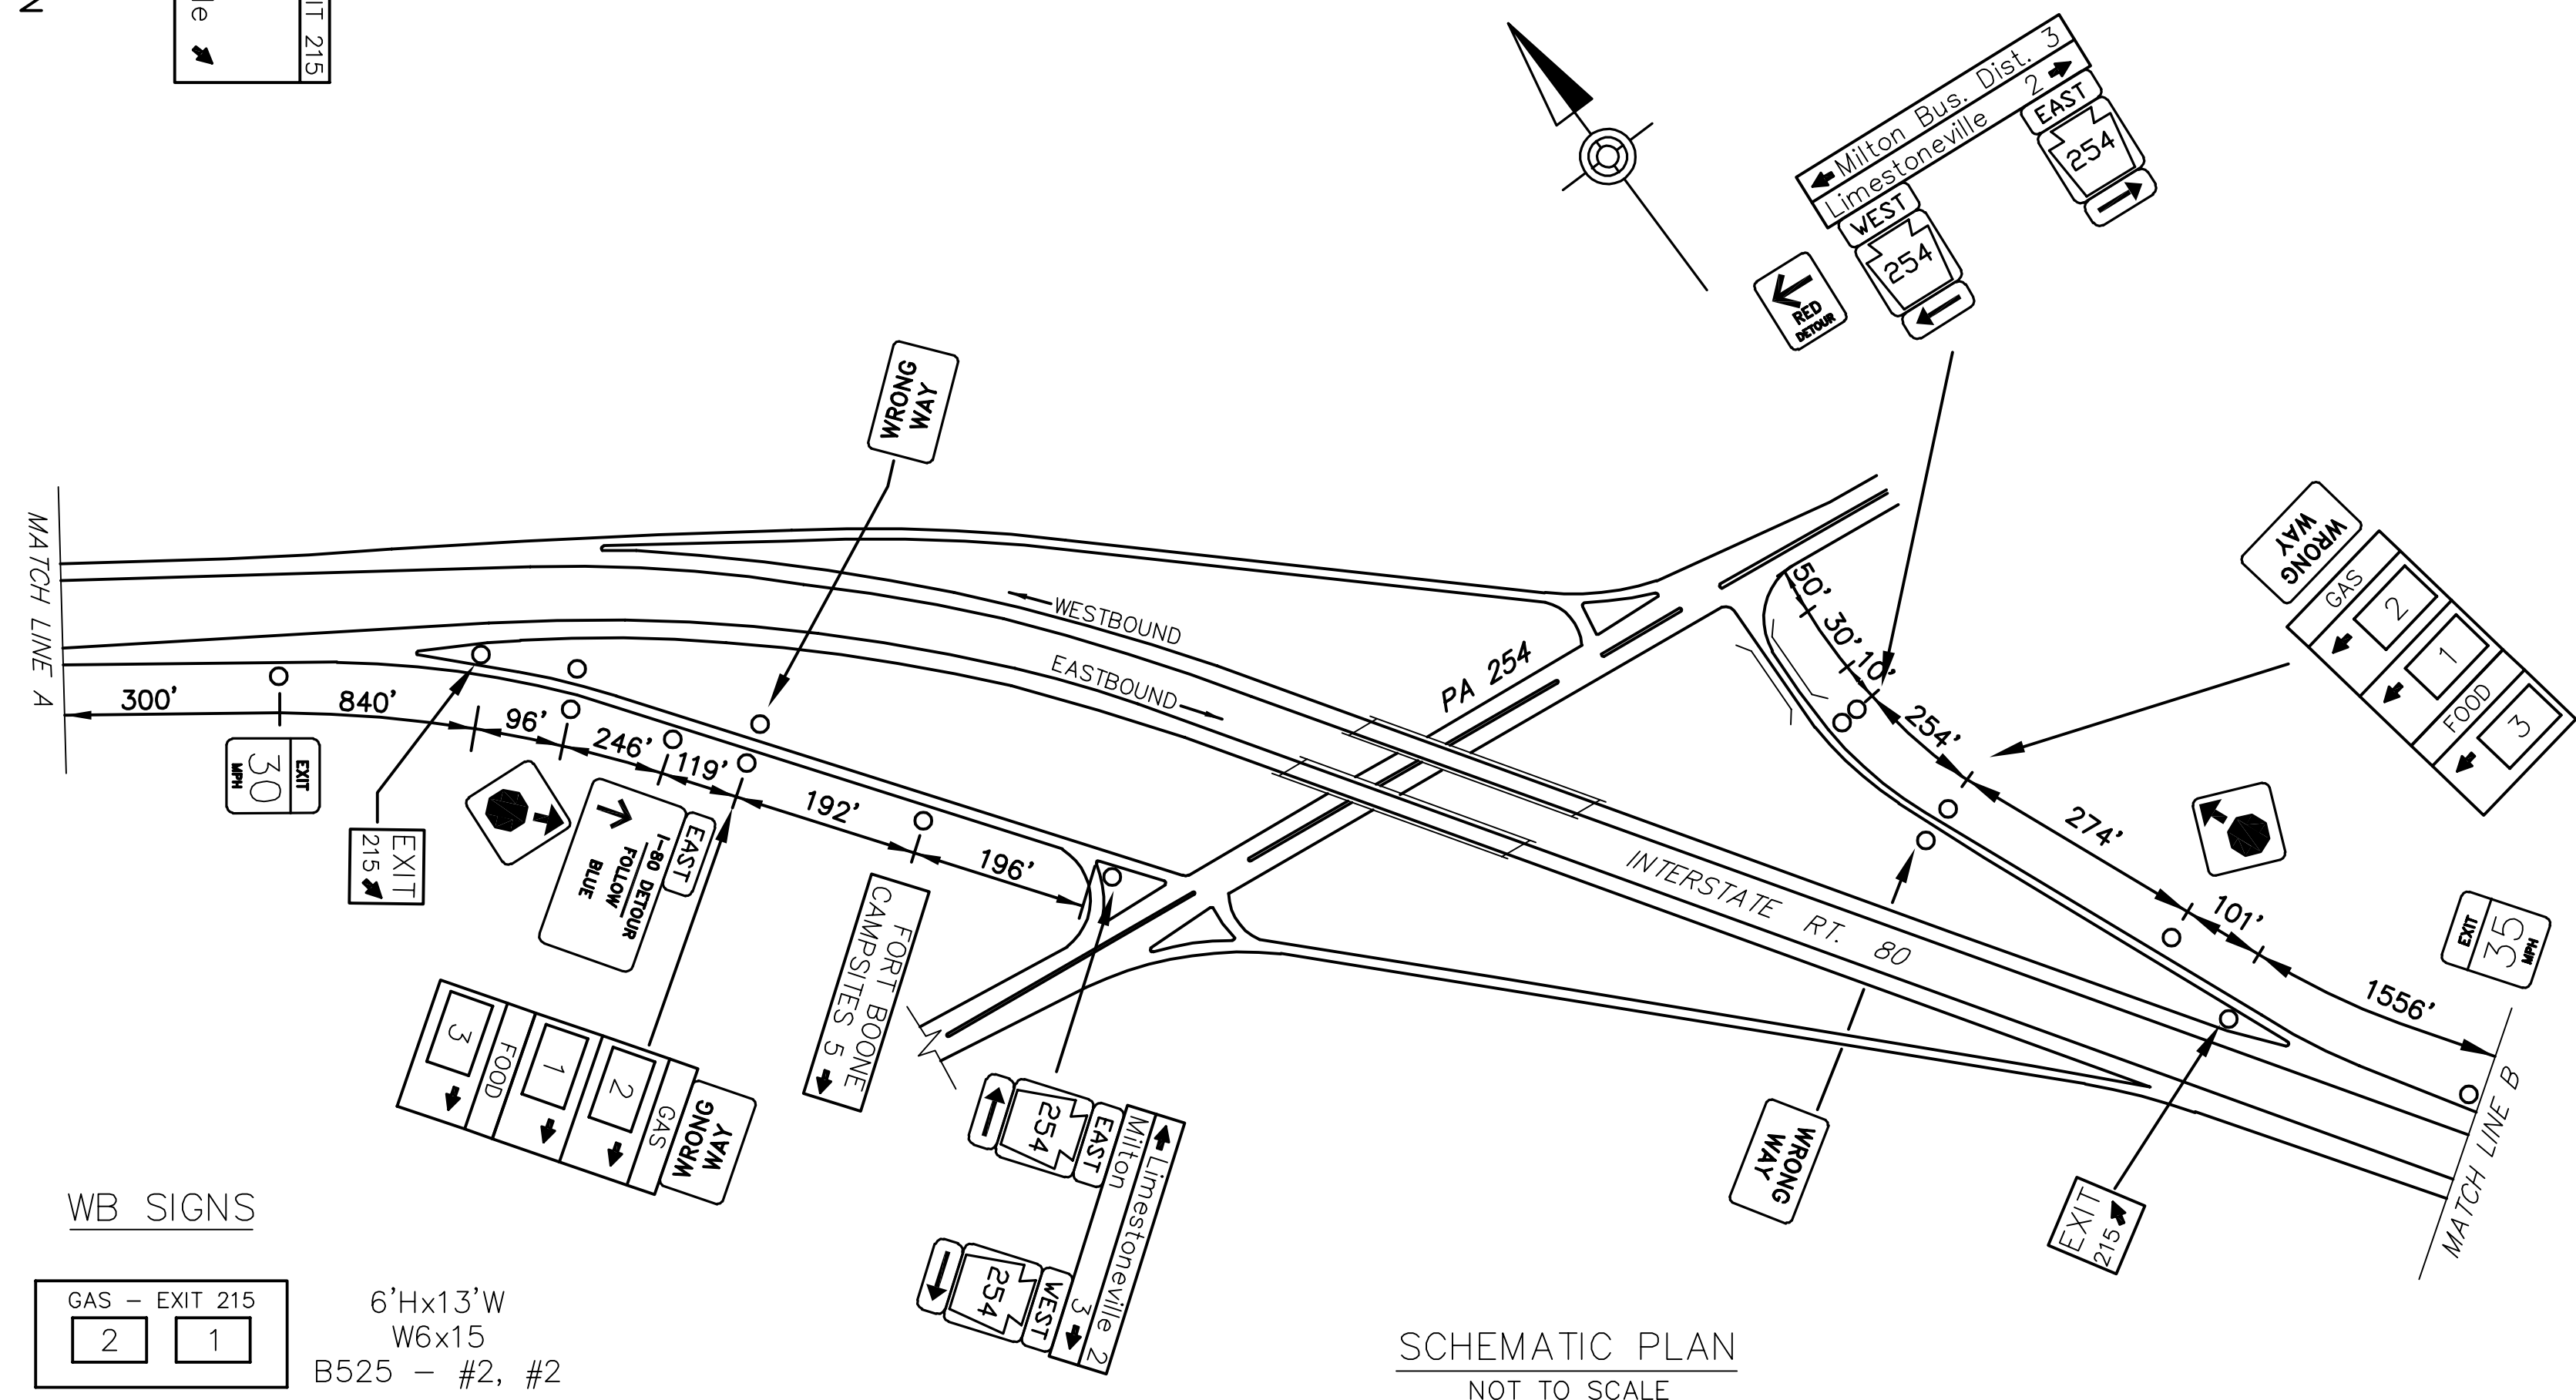 N
le
IT 215
Milton Bus. Dist. 3
Limestoneville 2
WEST
254
EAST
254
RED
DETOUR
WRONG
WAY
WRONG
WAY
GAS
2
1
FOOD
3
MATCH LINE A
WESTBOUND
EASTBOUND
PA 254
INTERSTATE RT. 80
50'
30'
10'
254'
274'
101'
1556'
300'
840'
96'
246'
119'
192'
196'
EXIT
30
MPH
EXIT
215
EAST
I-80 DETOUR
FOLLOW
BLUE
FORT BOONE
CAMPSITES 5
EXIT
35
MPH
MATCH LINE B
WRONG
WAY
GAS
2
1
FOOD
3
EAST
254
WEST
254
Limestoneville 2
Milton 3
WRONG
WAY
EXIT
215
WB SIGNS
GAS – EXIT 215
2 1
6'Hx13'W
W6x15
B525 – #2, #2
SCHEMATIC PLAN
NOT TO SCALE